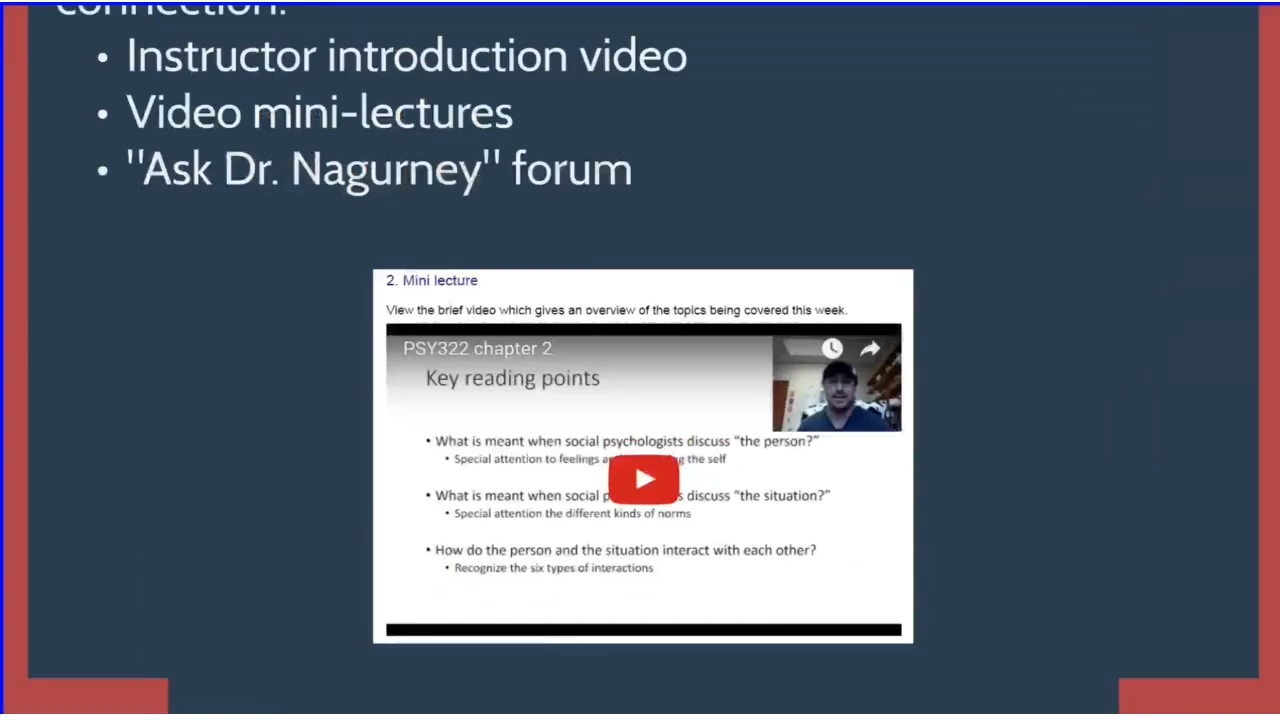 connection:
• Instructor introduction video
• Video mini-lectures
• "Ask Dr. Nagurney" forum
2. Mini lecture
View the brief video which gives an overview of the topics being covered this week.
PSY322 chapter 2
Key reading points
• What is meant when social psychologists discuss “the person?”
• Special attention to feelings the self
• What is meant when social discuss “the situation?”
• Special attention the different kinds of norms
• How do the person and the situation interact with each other?
• Recognize the six types of interactions